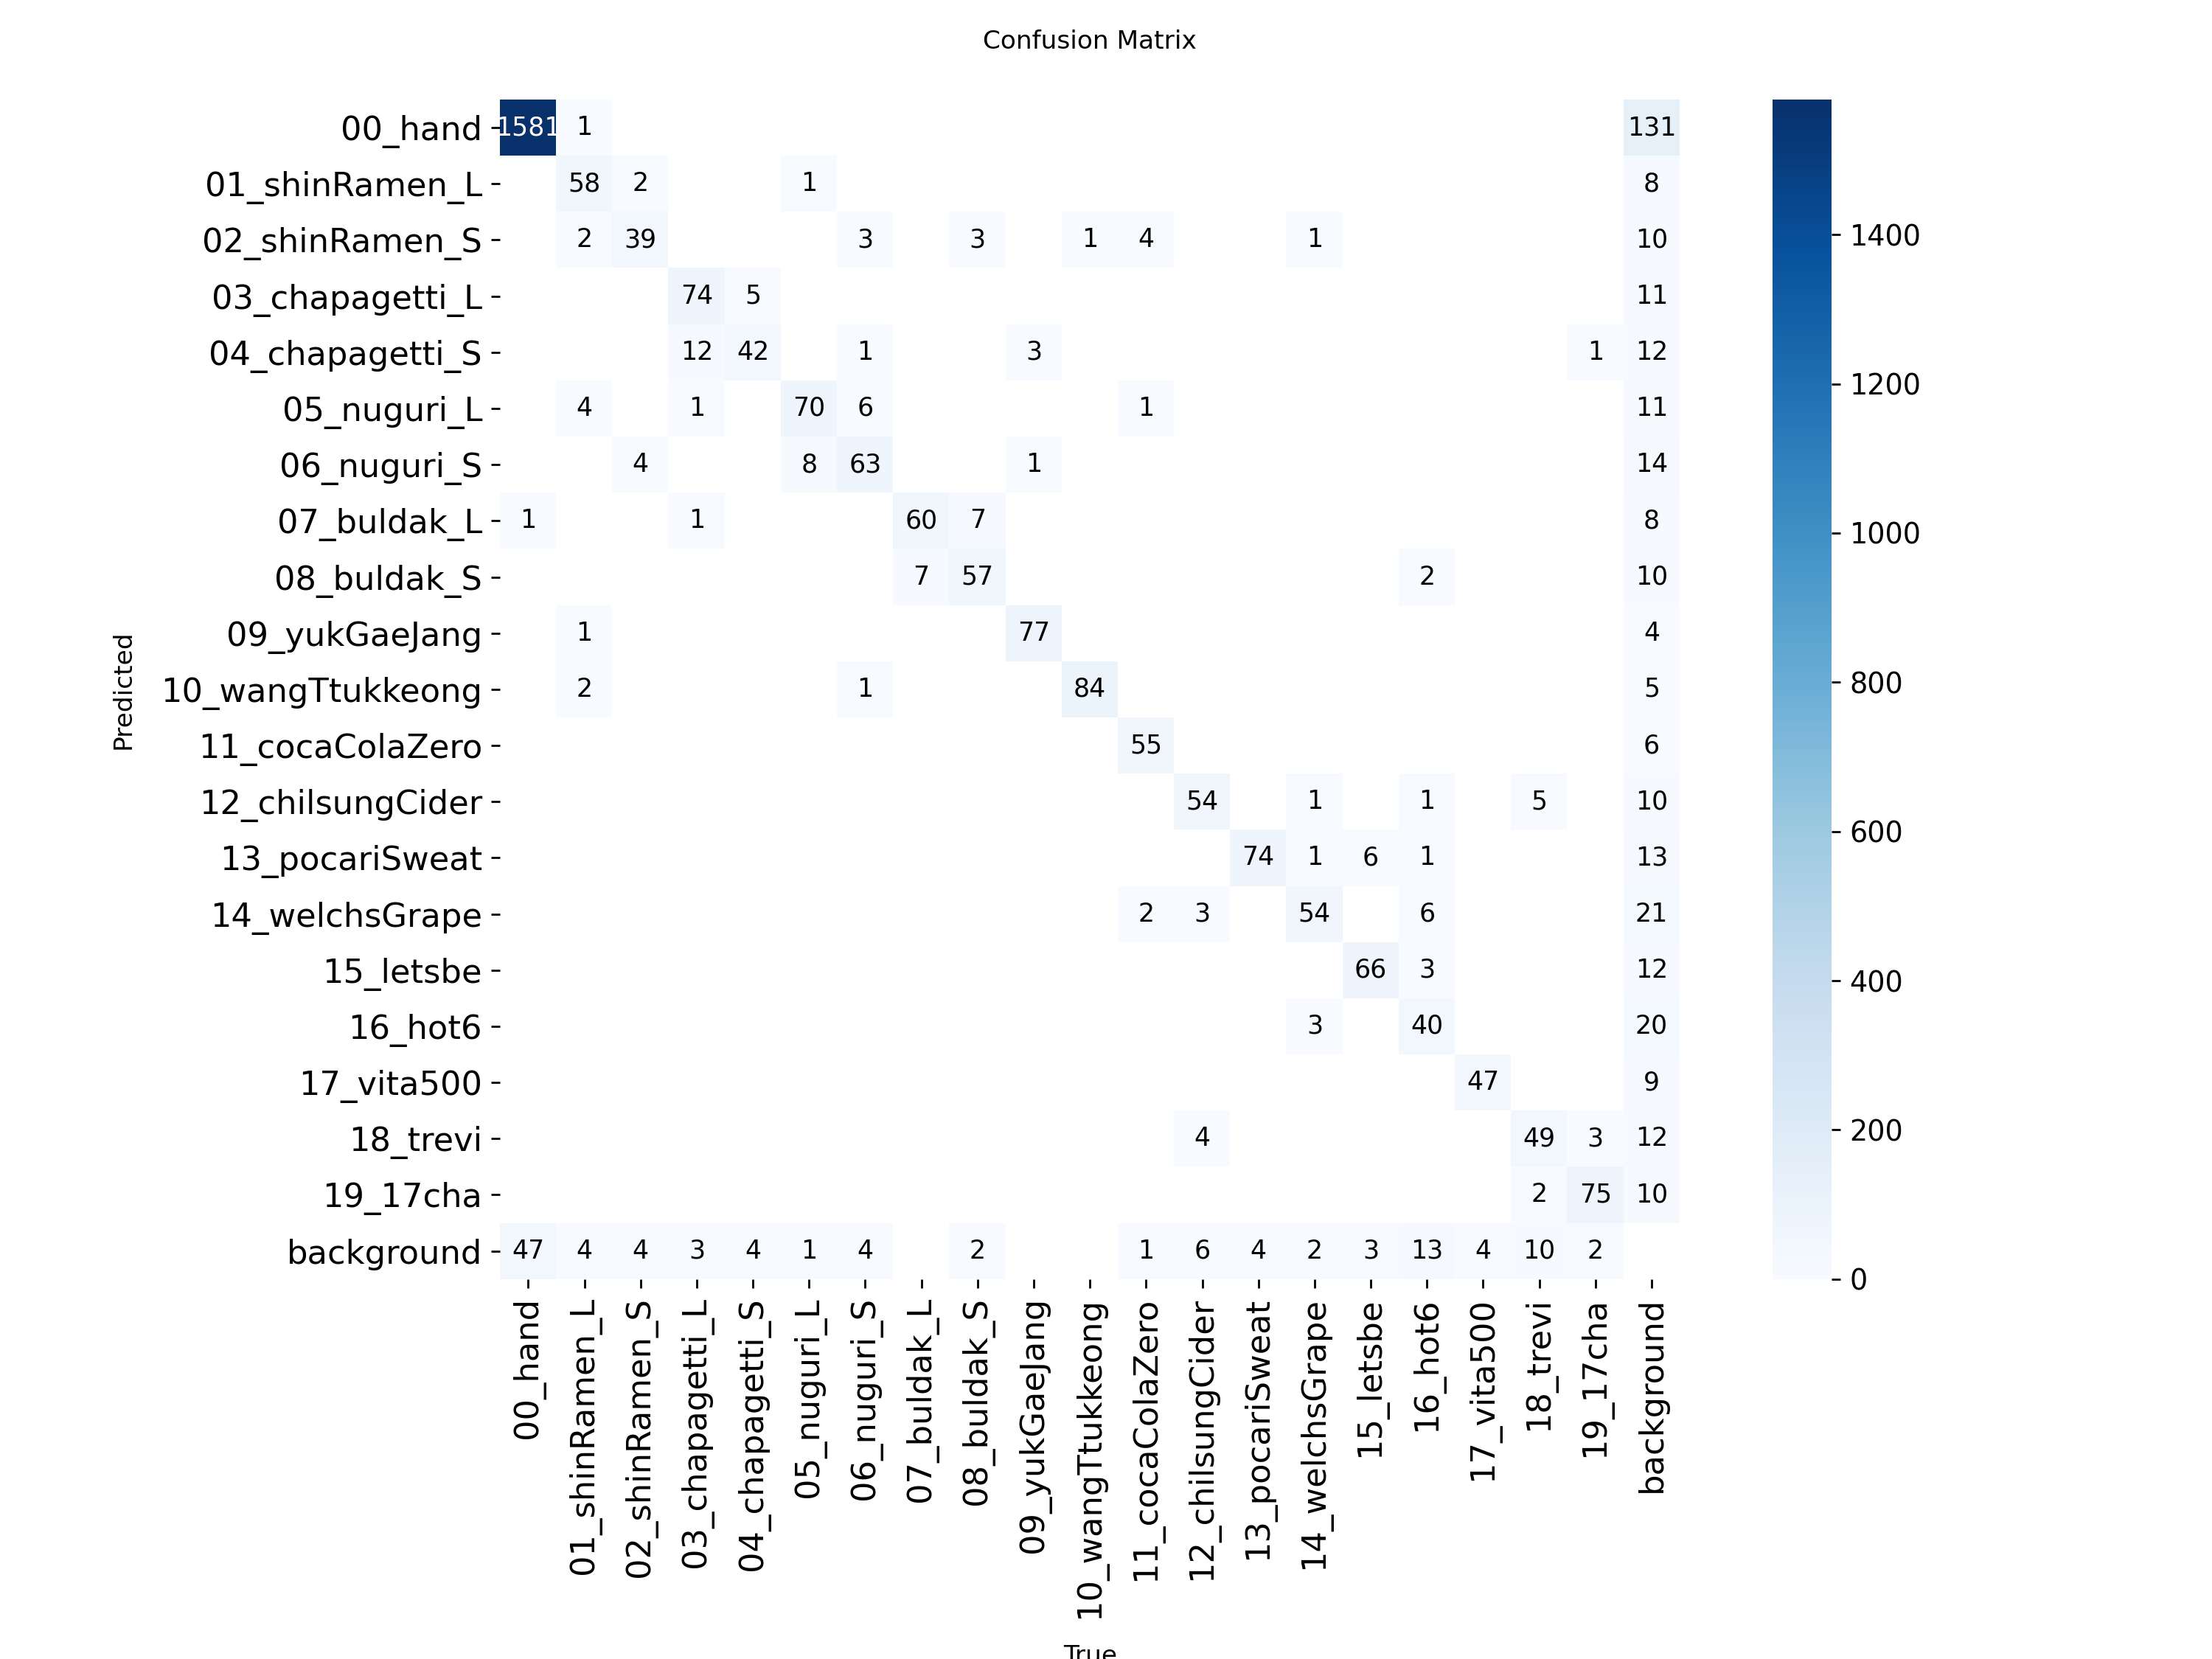 Confusion Matrix
00_hand 1581 1 131
01_shinRamen_L 58 2 1 8
02_shinRamen_S 2 39 3 3 1 4 1 10
03_chapagetti_L 74 5 11
04_chapagetti_S 12 42 1 3 1 12
05_nuguri_L 4 1 70 6 1 11
06_nuguri_S 4 8 63 1 14
07_buldak_L 1 1 60 7 8
08_buldak_S 7 57 2 10
09_yukGaeJang 1 77 4
10_wangTtukkeong 2 1 84 5
11_cocaColaZero 55 6
12_chilsungCider 54 1 1 5 10
13_pocariSweat 74 1 6 1 13
14_welchsGrape 2 3 54 6 21
15_letsbe 66 3 12
16_hot6 3 40 20
17_vita500 47 9
18_trevi 4 49 3 12
19_17cha 2 75 10
background 47 4 4 3 4 1 4 2 1 6 4 2 3 13 4 10 2
Predicted
00_hand
01_shinRamen_L
02_shinRamen_S
03_chapagetti_L
04_chapagetti_S
05_nuguri_L
06_nuguri_S
07_buldak_L
08_buldak_S
09_yukGaeJang
10_wangTtukkeong
11_cocaColaZero
12_chilsungCider
13_pocariSweat
14_welchsGrape
15_letsbe
16_hot6
17_vita500
18_trevi
19_17cha
background
True
1400
1200
1000
800
600
400
200
0